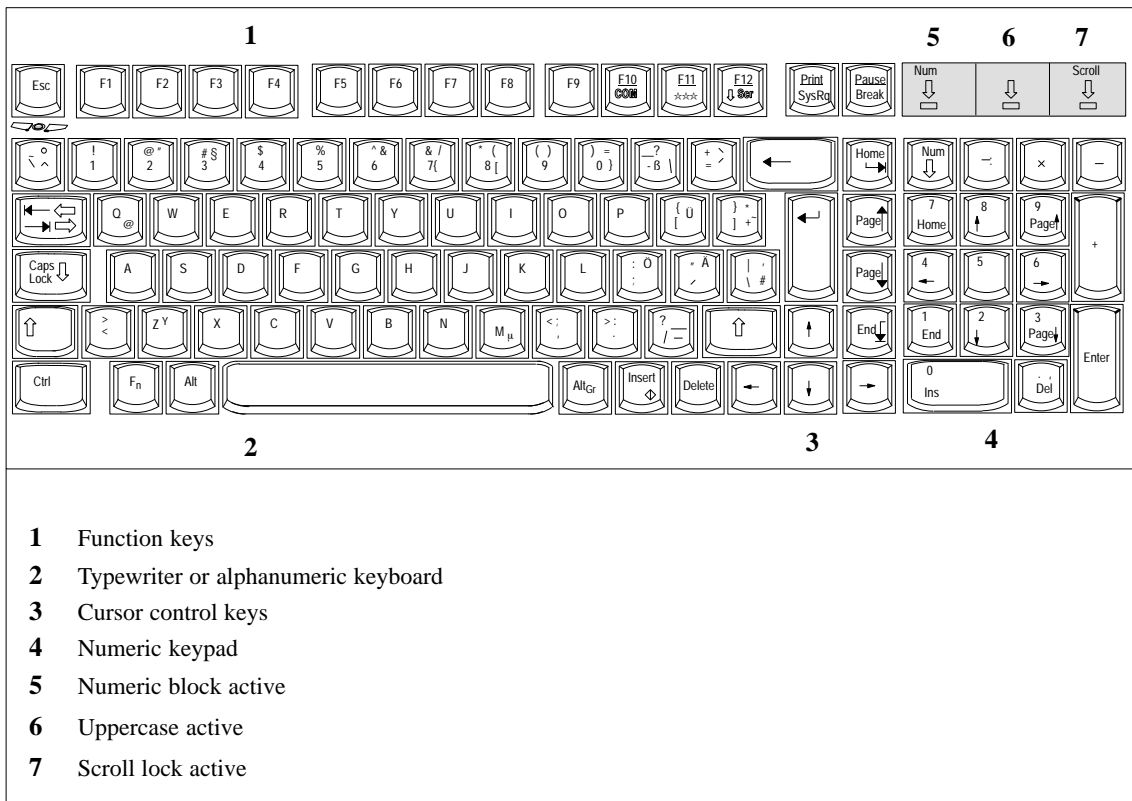 1 5 6 7
Esc F1 F2 F3 F4 F5 F6 F7 F8 F9 F10 COM F11 ☆☆☆ F12 ⇩ Scr Print SysRq Pause Break Num ⇩ ⇩ Scroll ⇩
_ ° \ ^ ! 1 @ " 2 # § 3 $ 4 % 5 ^ & 6 & / 7 { * ( 8 [ ( ) 9 ) = 0 } __ ? - ß \ + ` = ´ ← Home Num ⇩ × –
Q @ W E R T Y U I O P { Ü [ } * ] + ~ ↵ Page↑ 7 Home 8 ↑ 9 Page↑ +
Caps Lock ⇩ A S D F G H J K L : Ö ; " Ä ´ | ' \ # Page↓ 4 ← 5 6 →
⇧ > < Z Y X C V B N M µ < ; , > : . ? __ / – ⇧ ↑ End 1 End 2 ↓ 3 Page↓ Enter
Ctrl Fn Alt AltGr Insert Delete ← ↓ → 0 Ins . , Del
2 3 4
1 Function keys
2 Typewriter or alphanumeric keyboard
3 Cursor control keys
4 Numeric keypad
5 Numeric block active
6 Uppercase active
7 Scroll lock active